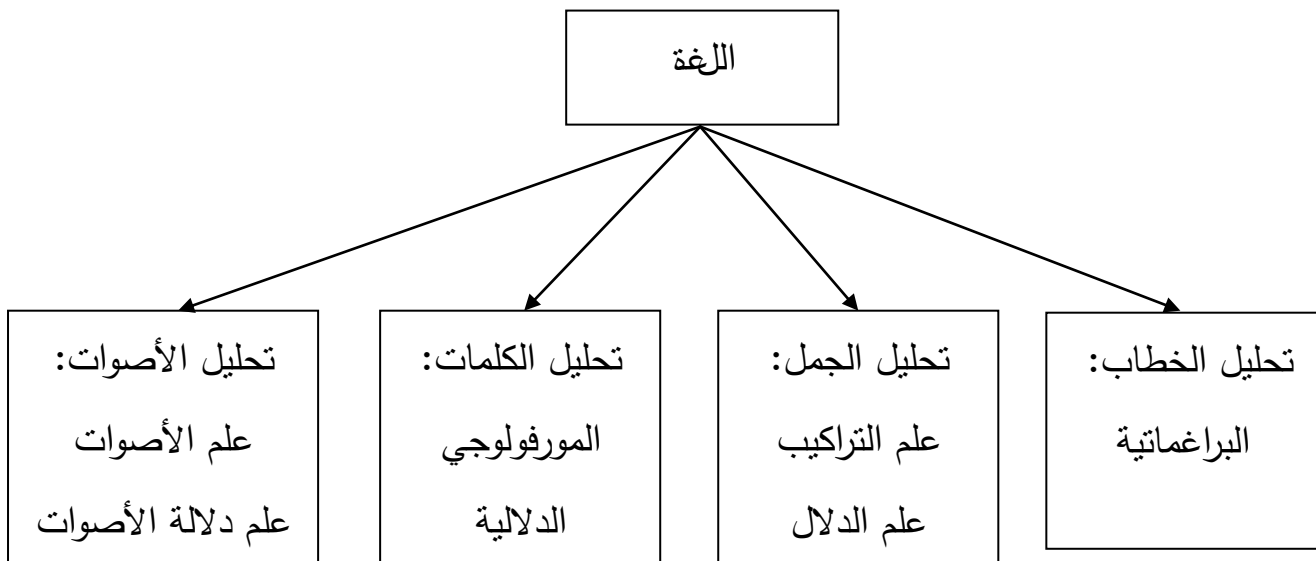 اللغة
تحليل الخطاب:
البراغماتية
تحليل الجمل:
علم التراكيب
علم الدلال
تحليل الكلمات:
المورفولوجي
الدلالية
تحليل الأصوات:
علم الأصوات
علم دلالة الأصوات